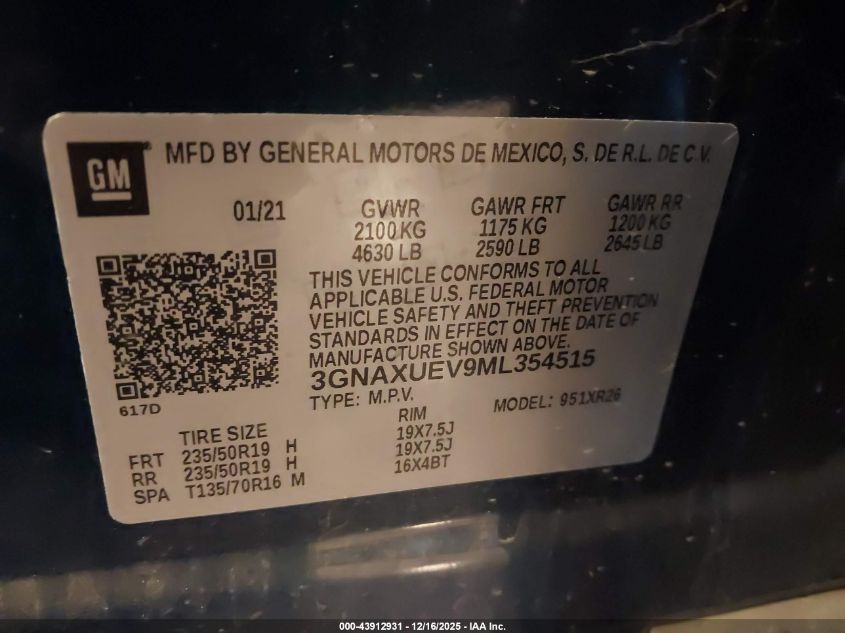 GM
MFD BY GENERAL MOTORS DE MEXICO, S. DE R.L. DE C.V.
01/21 GVWR GAWR FRT GAWR RR
2100 KG 1175 KG 1200 KG
4630 LB 2590 LB 2645 LB
THIS VEHICLE CONFORMS TO ALL
APPLICABLE U.S. FEDERAL MOTOR
VEHICLE SAFETY AND THEFT PREVENTION
STANDARDS IN EFFECT ON THE DATE OF
MANUFACTURE SHOWN ABOVE.
3GNAXUEV9ML354515
617D
TYPE: M.P.V. MODEL: 951XR26
TIRE SIZE RIM
FRT 235/50R19 H 19X7.5J
RR 235/50R19 H 19X7.5J
SPA T135/70R16 M 16X4BT
000-43912931 - 12/16/2025 - IAA Inc.